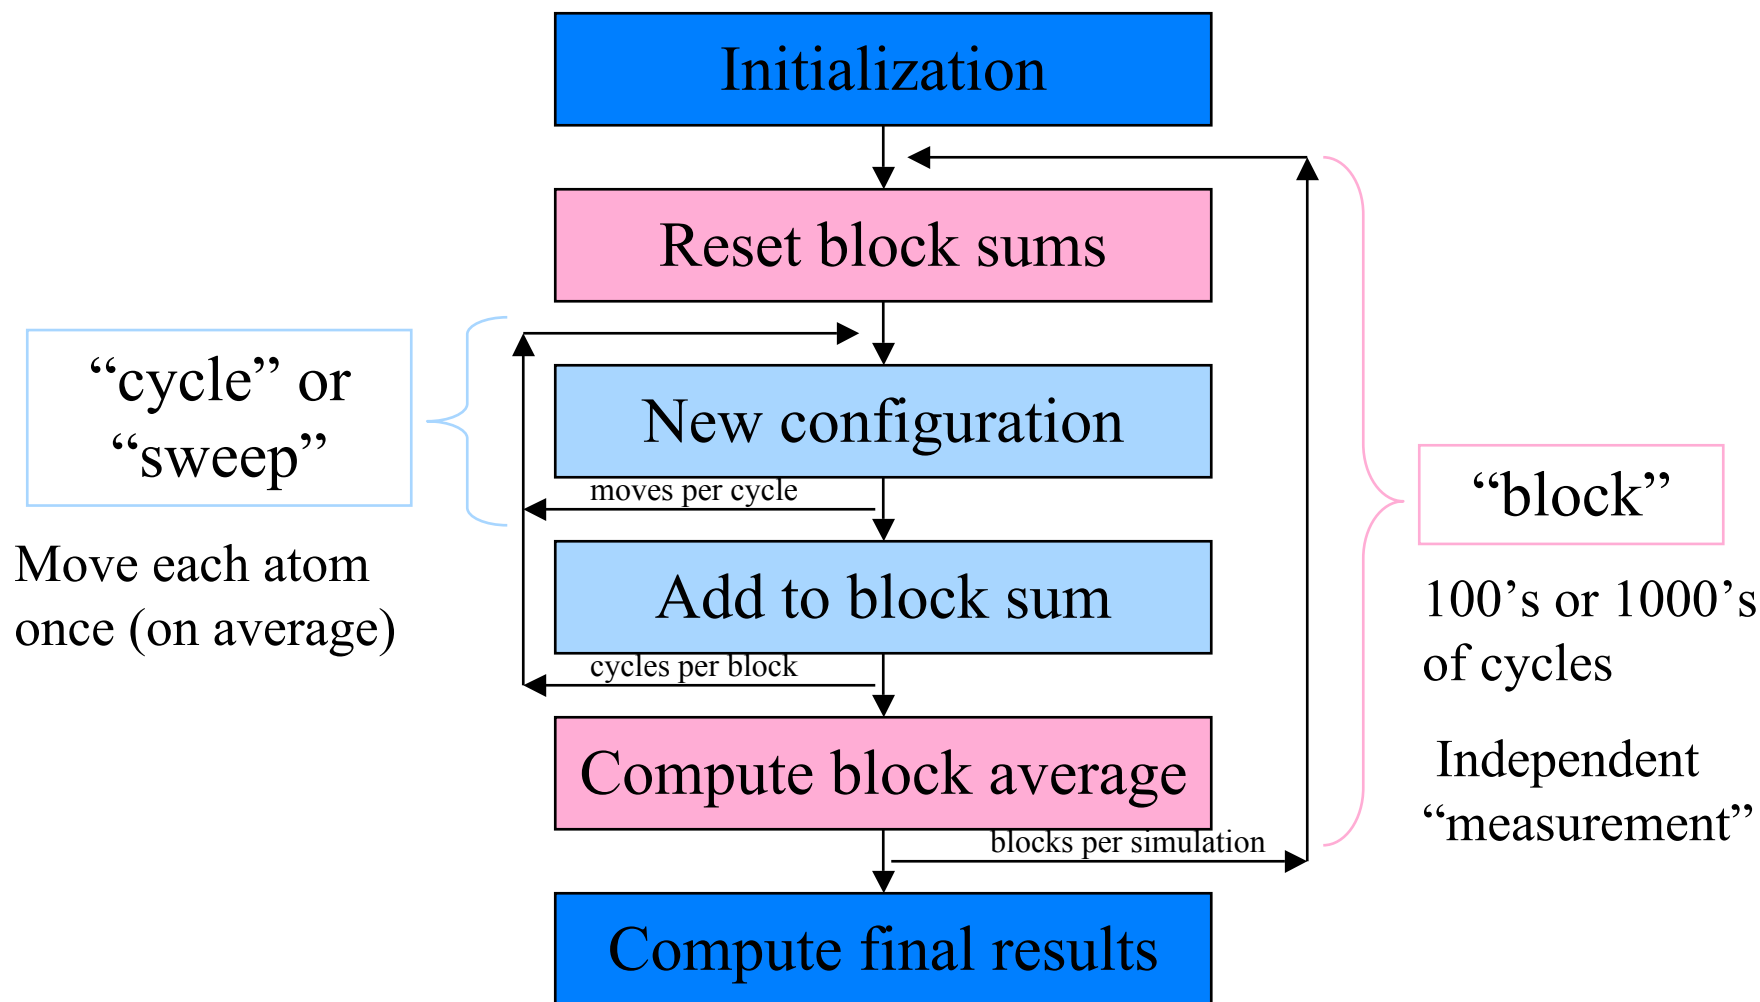 Initialization
Reset block sums
“cycle” or
“sweep”
New configuration
moves per cycle
“block”
Move each atom
once (on average)
Add to block sum
100’s or 1000’s
of cycles
cycles per block
Compute block average
Independent
“measurement”
blocks per simulation
Compute final results